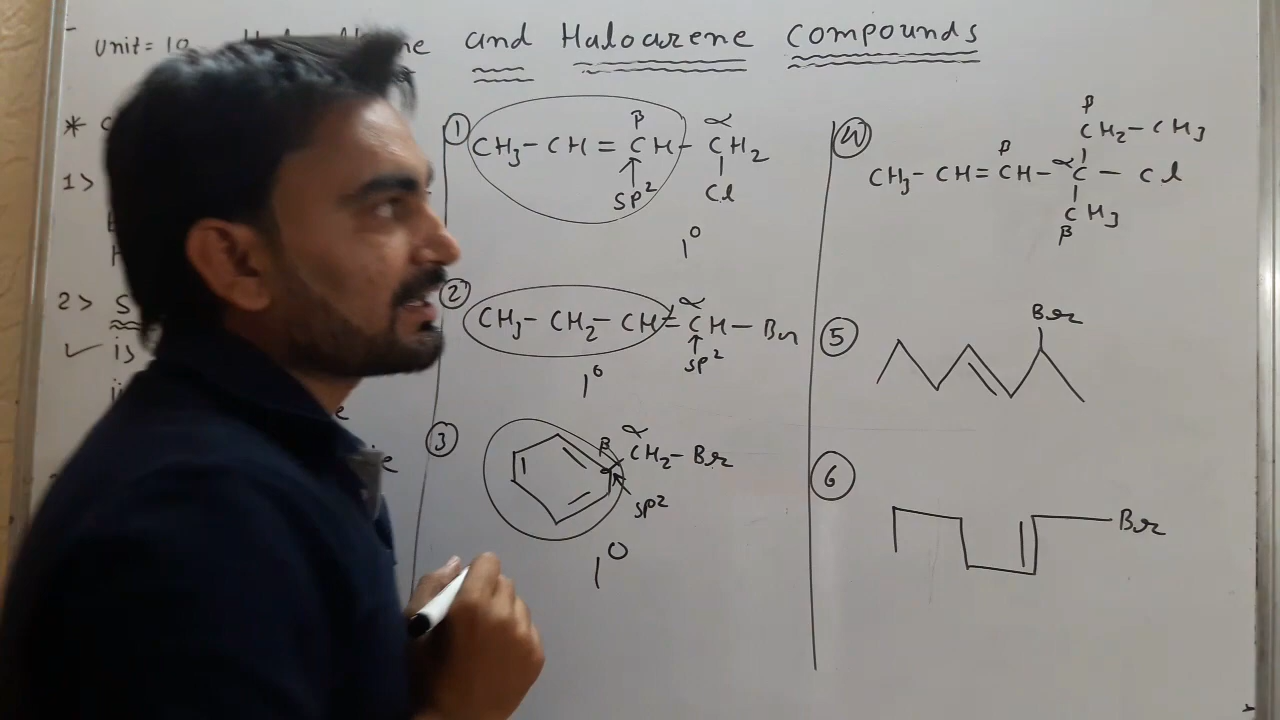 Unit = 10 and Haloarene compounds
*
1>
2> S
✓ is
① CH3 - CH = CH - CH2
β α
SP2 Cl
1°
② CH3 - CH2 - CH = CH - Br
α
SP2
1°
③ CH2 - Br
β α
SP2
1°
④ CH3 - CH = CH - C - Cl
β CH2 - CH3
β α
CH3
β
⑤ Br
⑥ Br